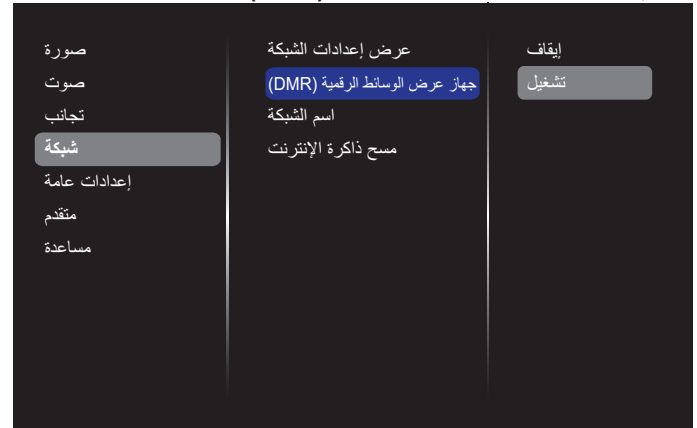 صورة
صوت
تجانب
شبكة
إعدادات عامة
متقدم
مساعدة
عرض إعدادات الشبكة
جهاز عرض الوسائط الرقمية (DMR)
اسم الشبكة
مسح ذاكرة الإنترنت
إيقاف
تشغيل